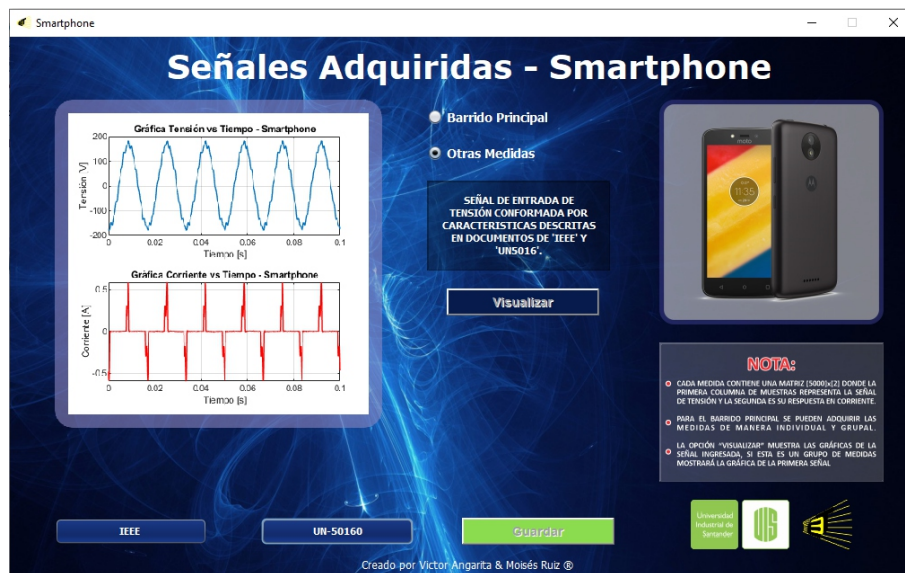 Smartphone
Señales Adquiridas - Smartphone
Gráfica Tensión vs Tiempo - Smartphone
Tensión [V]
200
100
0
-100
-200
0
0.02
0.04
0.06
0.08
0.1
Tiempo [s]
Gráfica Corriente vs Tiempo - Smartphone
Corriente [A]
0.5
0
-0.5
0
0.02
0.04
0.06
0.08
0.1
Tiempo [s]
Barrido Principal
Otras Medidas
SEÑAL DE ENTRADA DE
TENSIÓN CONFORMADA POR
CARACTERISTICAS DESCRITAS
EN DOCUMENTOS DE 'IEEE' Y
'UN5016'.
Visualizar
moto
11:35
NOTA:
CADA MEDIDA CONTIENE UNA MATRIZ [5000]x[2] DONDE LA
PRIMERA COLUMNA DE MUESTRAS REPRESENTA LA SEÑAL
DE TENSIÓN Y LA SEGUNDA ES SU RESPUESTA EN CORRIENTE.
PARA EL BARRIDO PRINCIPAL SE PUEDEN ADQUIRIR LAS
MEDIDAS DE MANERA INDIVIDUAL Y GRUPAL.
LA OPCIÓN "VISUALIZAR" MUESTRA LAS GRÁFICAS DE LA
SEÑAL INGRESADA, SI ESTA ES UN GRUPO DE MEDIDAS
MOSTRARÁ LA GRÁFICA DE LA PRIMERA SEÑAL
IEEE
UN-50160
Guardar
Universidad
Industrial de
Santander
UIS
Creado por Victor Angarita & Moisés Ruiz ®